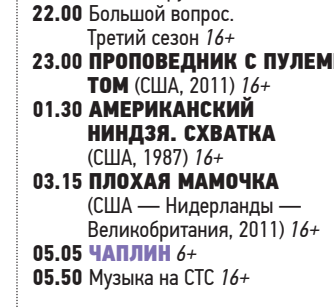 22.00 Большой вопрос.
Третий сезон 16+
23.00 ПРОПОВЕДНИК С ПУЛЕМ
ТОМ (США, 2011) 16+
01.30 АМЕРИКАНСКИЙ
НИНДЗЯ. СХВАТКА
(США, 1987) 16+
03.15 ПЛОХАЯ МАМОЧКА
(США — Нидерланды —
Великобритания, 2011) 16+
05.05 ЧАПЛИН 6+
05.50 Музыка на СТС 16+